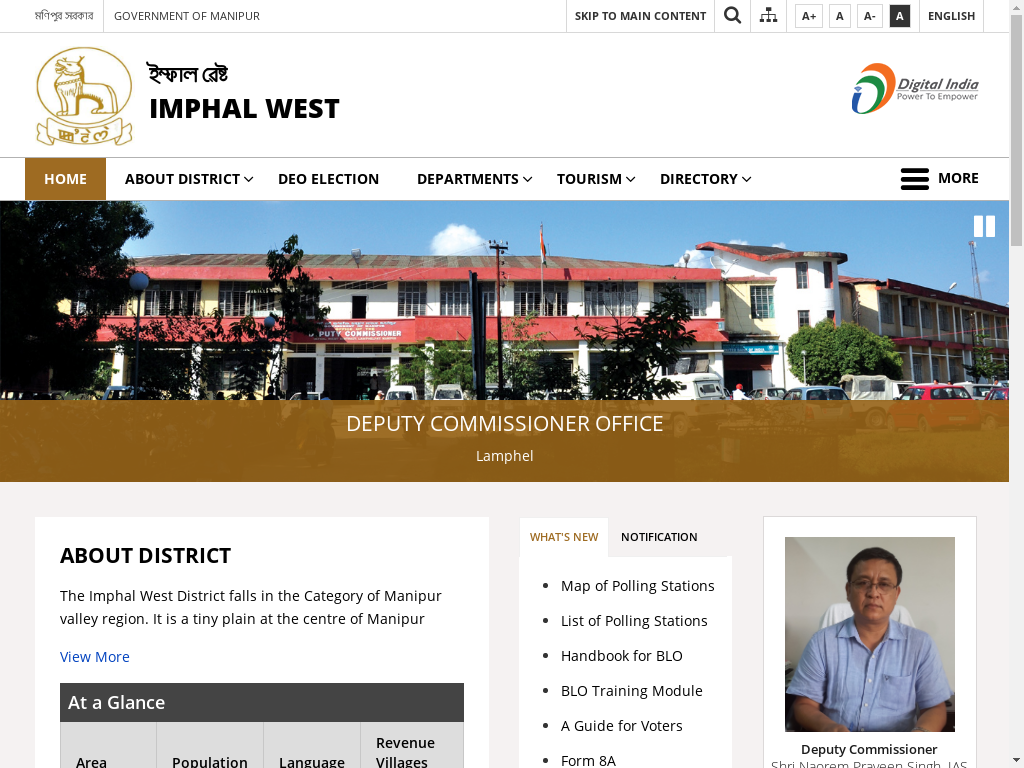 মণিপুর সরকার
GOVERNMENT OF MANIPUR
SKIP TO MAIN CONTENT
A+
A
A-
A
ENGLISH
ইম্ফাল ৱেষ্ট
IMPHAL WEST
Digital India
Power To Empower
HOME
ABOUT DISTRICT
DEO ELECTION
DEPARTMENTS
TOURISM
DIRECTORY
MORE
PUTY COMMISSIONER
DEPUTY COMMISSIONER OFFICE
Lamphel
ABOUT DISTRICT
The Imphal West District falls in the Category of Manipur
valley region. It is a tiny plain at the centre of Manipur
View More
At a Glance
Area
Population
Language
Revenue
Villages
WHAT'S NEW
NOTIFICATION
Map of Polling Stations
List of Polling Stations
Handbook for BLO
BLO Training Module
A Guide for Voters
Form 8A
Deputy Commissioner
Shri Naorem Praveen Singh, IAS